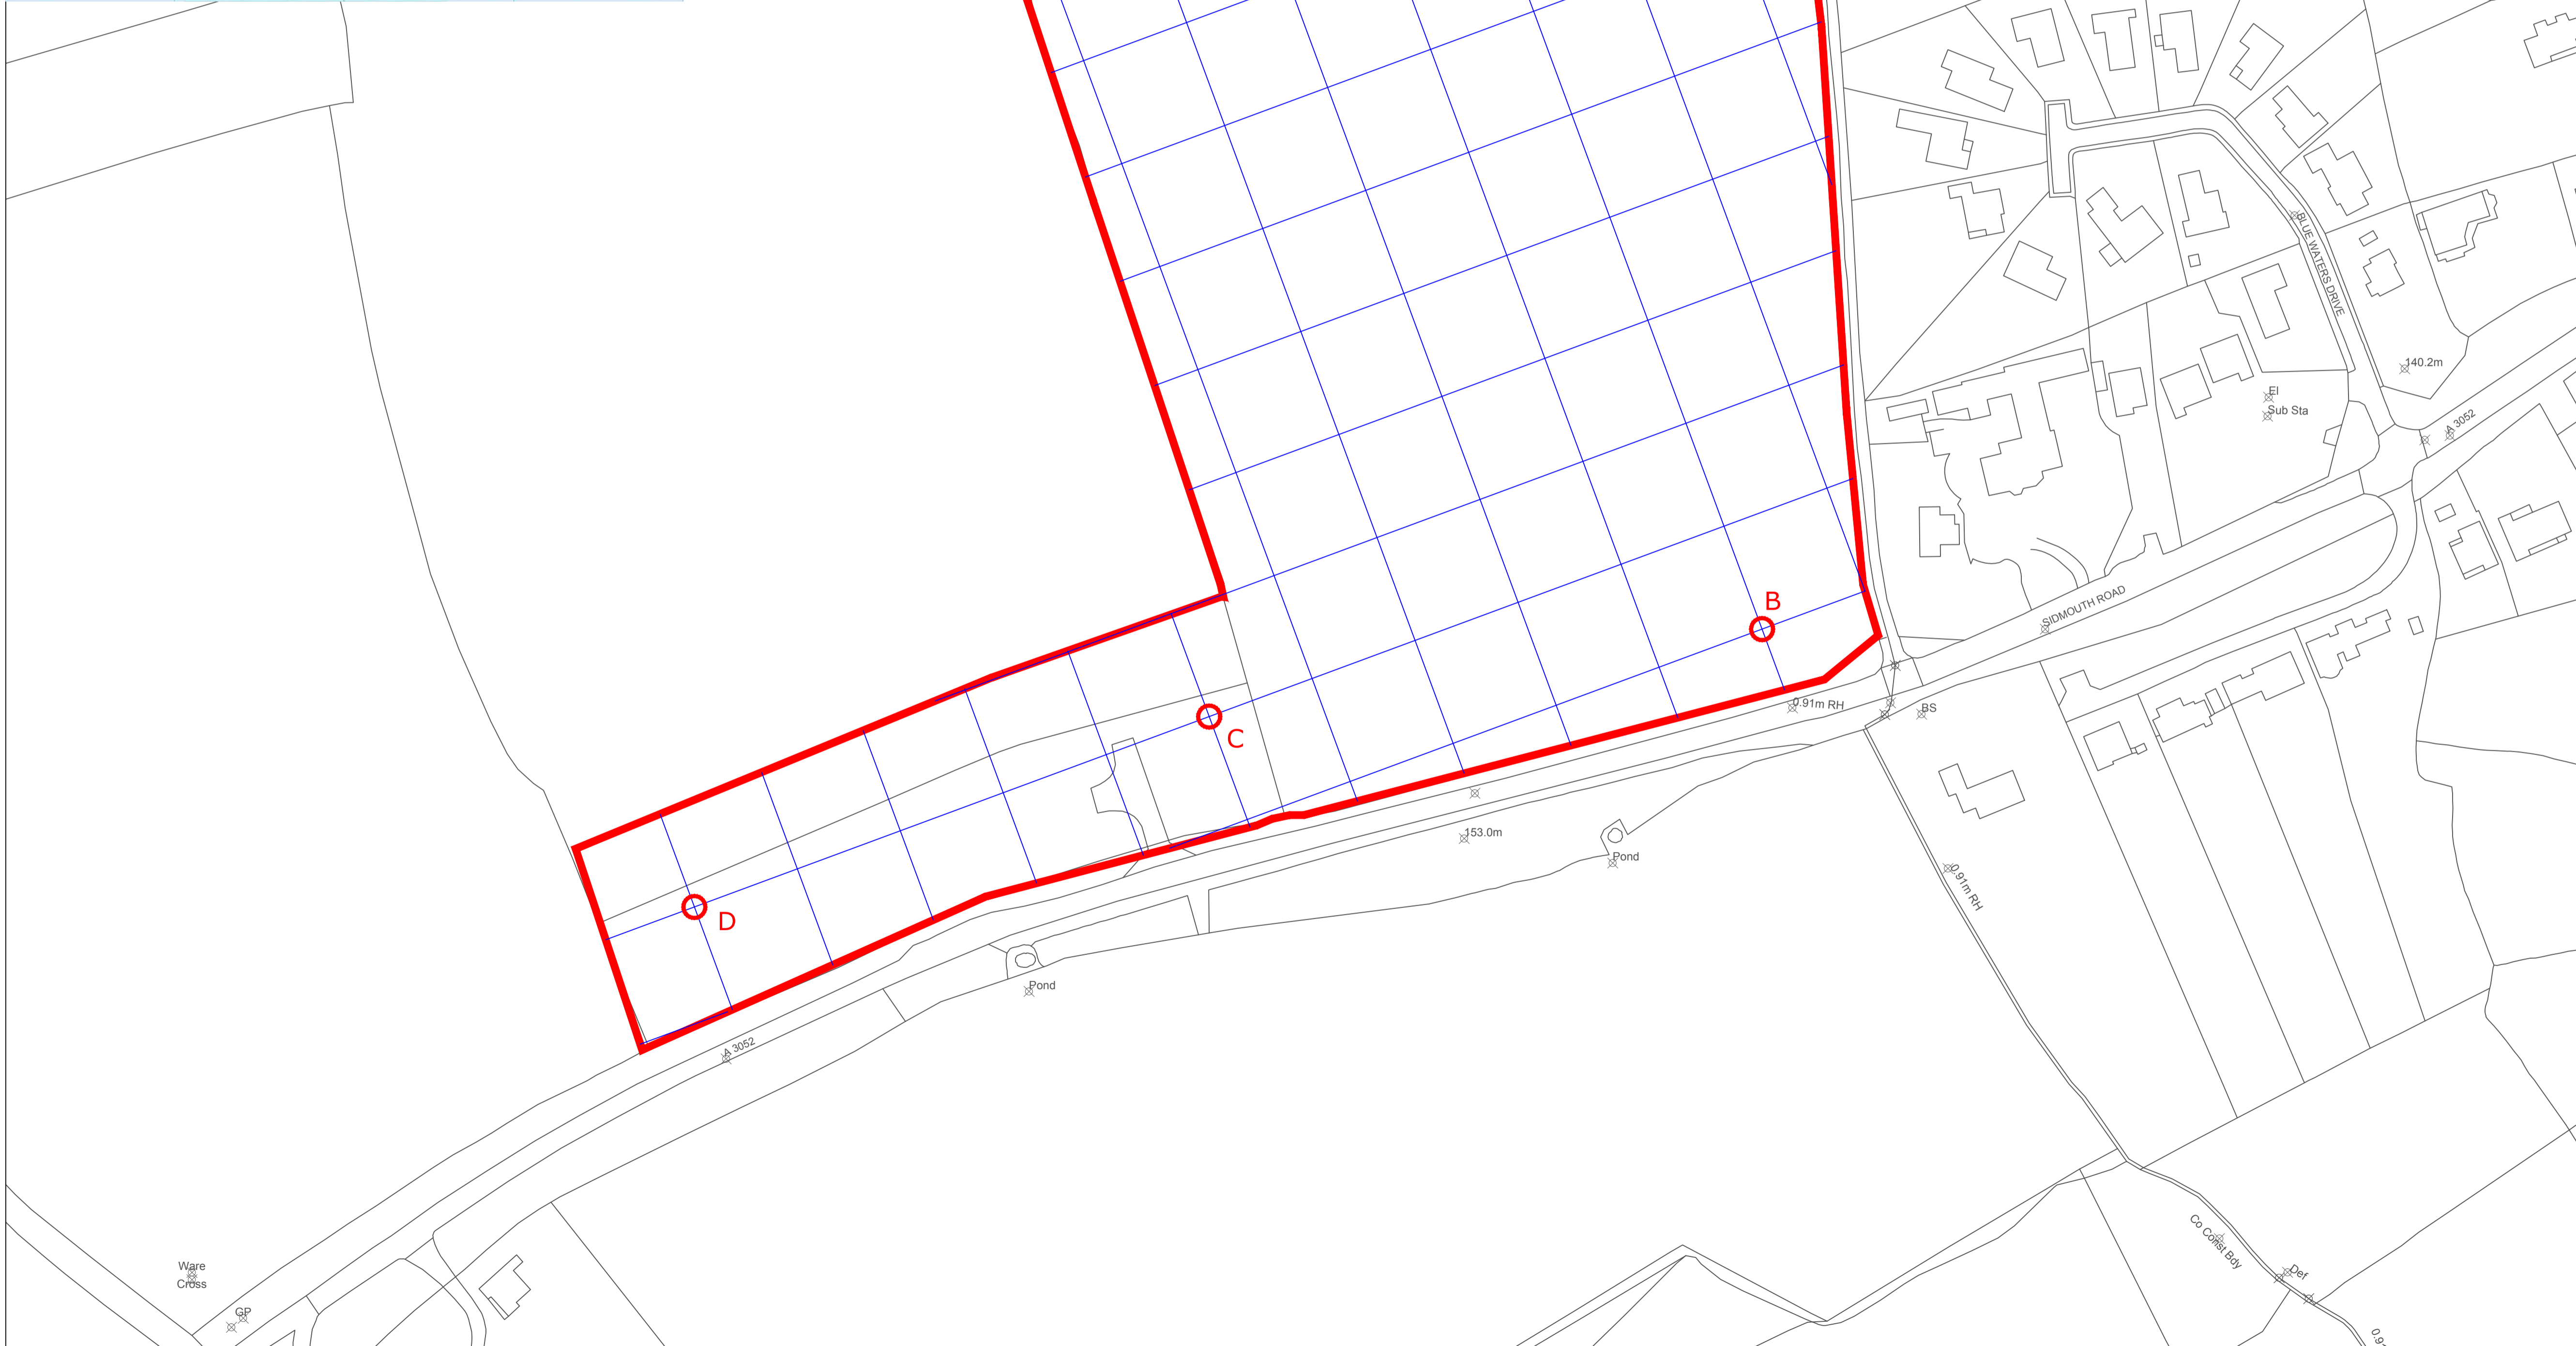 BLUE WATERS DRIVE
140.2m
El
Sub Sta
A 3052
B
SIDMOUTH ROAD
0.91m RH
BS
C
153.0m
Pond
0.91m RH
D
Pond
A 3052
Co Const Bdy
Ware
Cross
Def
GP